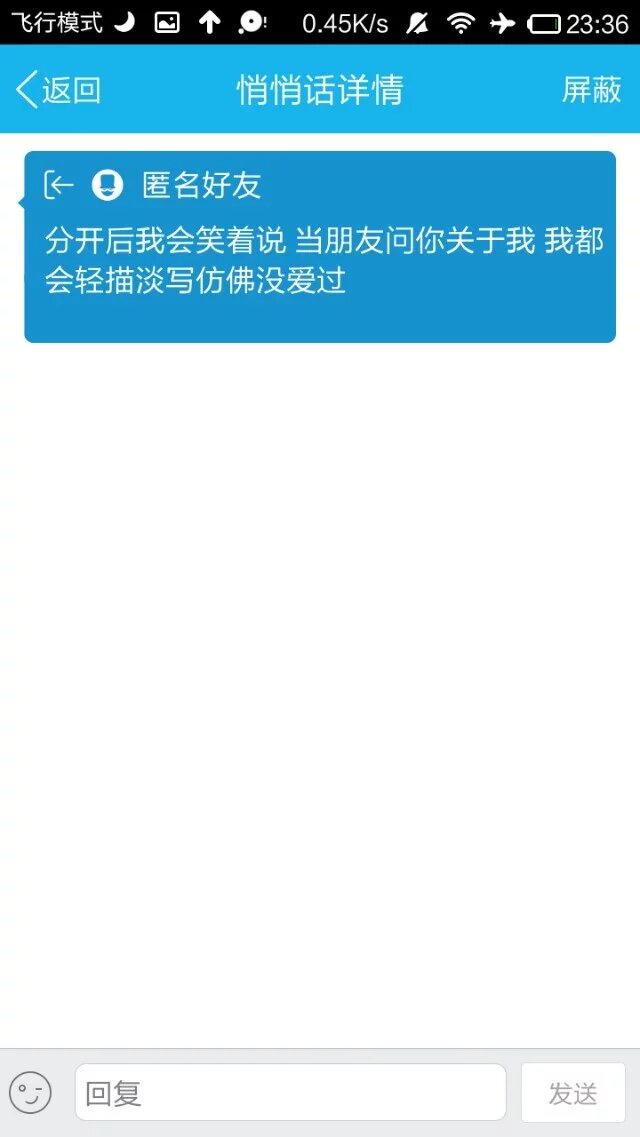 飞行模式 0.45K/s 23:36
返回 悄悄话详情 屏蔽
匿名好友
分开后我会笑着说 当朋友问你关于我 我都
会轻描淡写仿佛没爱过
回复 发送